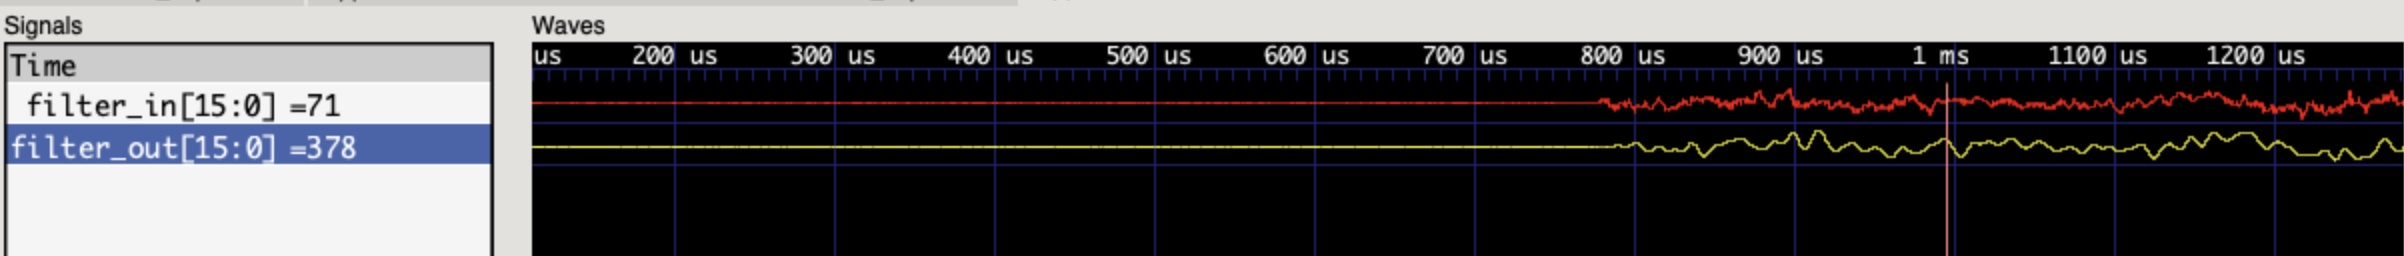 Signals
Waves
Time
us 200 us 300 us 400 us 500 us 600 us 700 us 800 us 900 us 1 ms 1100 us 1200 us
filter_in[15:0] =71
filter_out[15:0] =378